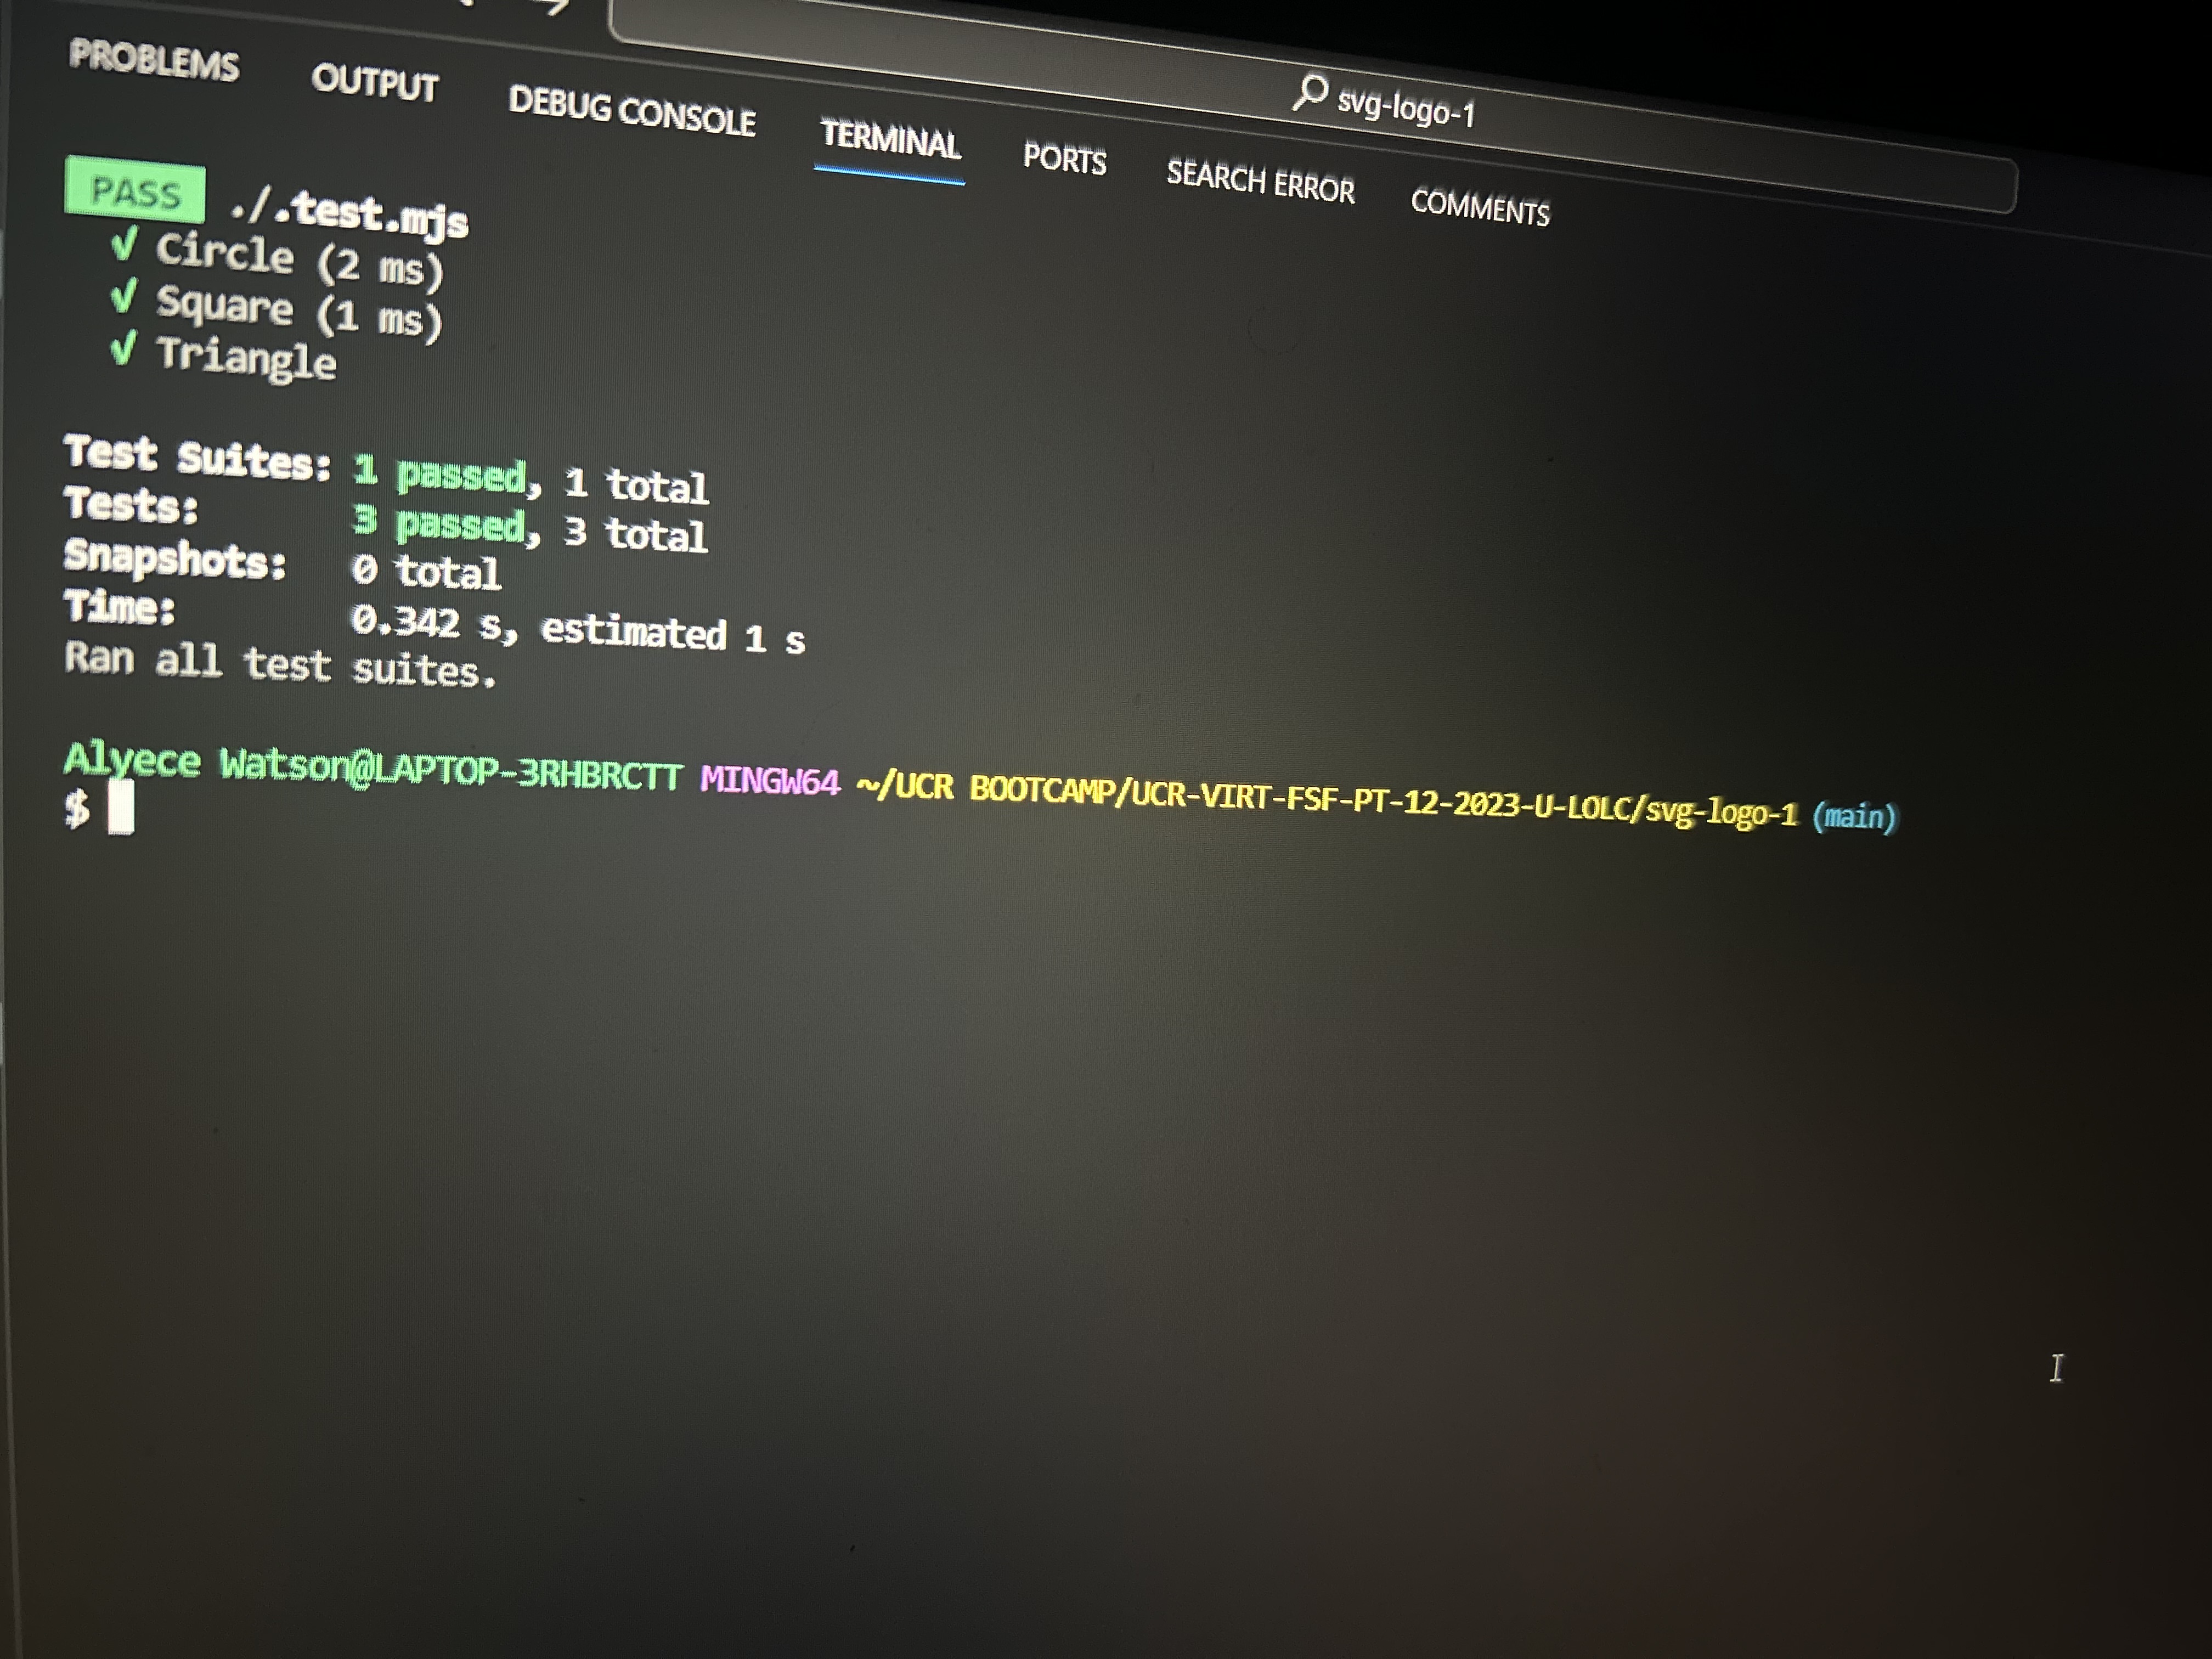 svg-logo-1
PROBLEMS OUTPUT DEBUG CONSOLE TERMINAL PORTS SEARCH ERROR COMMENTS
PASS ./.test.mjs
√ Circle (2 ms)
√ Square (1 ms)
√ Triangle
Test Suites: 1 passed, 1 total
Tests: 3 passed, 3 total
Snapshots: 0 total
Time: 0.342 s, estimated 1 s
Ran all test suites.
Alyece Watson@LAPTOP-3RHBRCTT MINGW64 ~/UCR BOOTCAMP/UCR-VIRT-FSF-PT-12-2023-U-LOLC/svg-logo-1 (main)
$